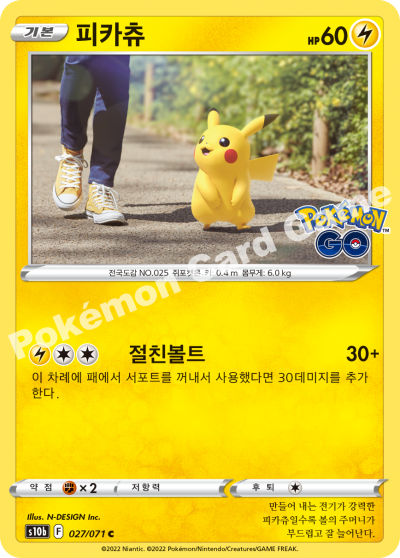 기본 피카츄 HP 60
Pokémon GO
전국도감 NO.025 쥐포켓몬 키: 0.4 m 몸무게: 6.0 kg
Pokémon Card Game
절친볼트 30+
이 차례에 패에서 서포트를 꺼내서 사용했다면 30데미지를 추가
한다.
약점 ×2 저항력 후퇴
Illus. N-DESIGN Inc.
s10b F 027/071 C
만들어 내는 전기가 강력한
피카츄일수록 볼의 주머니가
부드럽고 잘 늘어난다.
©2022 Niantic. ©2022 Pokémon/Nintendo/Creatures/GAME FREAK.